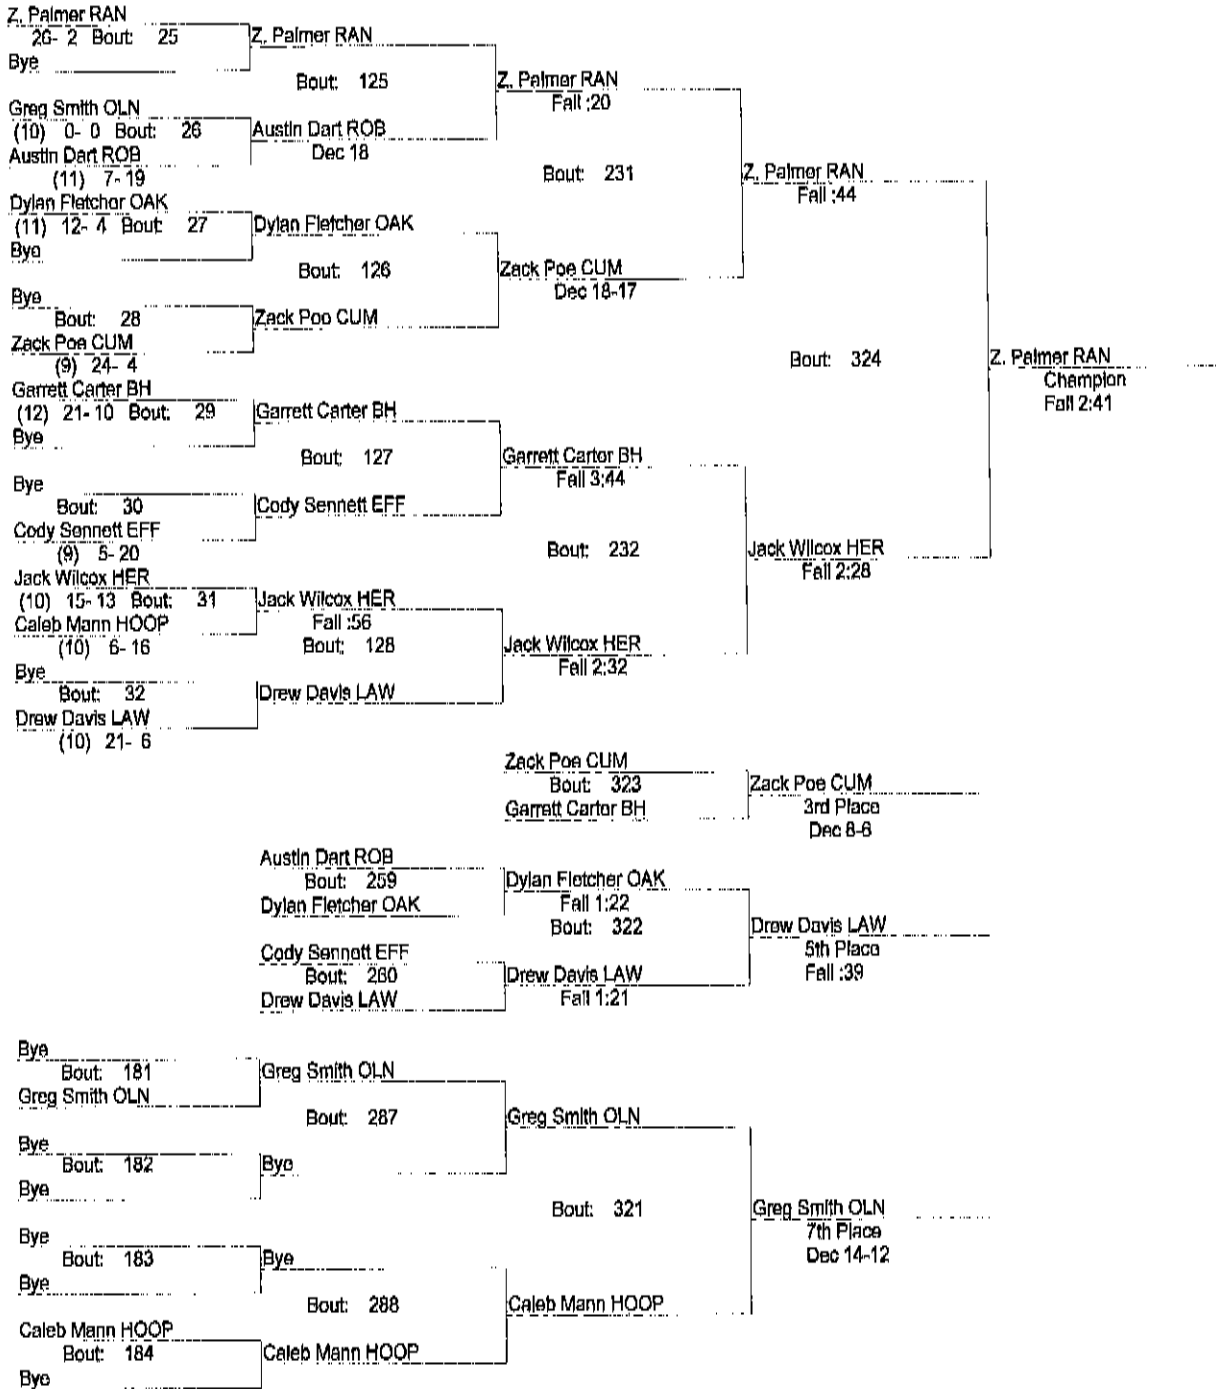 Z. Palmer RAN
26- 2 Bout: 25
Bye
Z. Palmer RAN
Bout: 125
Greg Smith OLN
(10) 0- 0 Bout: 26
Austin Dart ROB
(11) 7- 19
Austin Dart ROB
Dec 18
Z. Palmer RAN
Fall :20
Bout: 231
Dylan Fletcher OAK
(11) 12- 4 Bout: 27
Bye
Dylan Fletcher OAK
Bout: 126
Bye
Bout: 28
Zack Poe CUM
(9) 24- 4
Zack Poe CUM
Zack Poe CUM
Dec 18-17
Z. Palmer RAN
Fall :44
Bout: 324
Garrett Carter BH
(12) 21- 10 Bout: 29
Bye
Garrett Carter BH
Bout: 127
Bye
Bout: 30
Cody Sennett EFF
(9) 5- 20
Cody Sennett EFF
Garrett Carter BH
Fall 3:44
Bout: 232
Jack Wilcox HER
(10) 15- 13 Bout: 31
Caleb Mann HOOP
(10) 6- 16
Jack Wilcox HER
Fall :56
Bout: 128
Bye
Bout: 32
Drew Davis LAW
(10) 21- 6
Drew Davis LAW
Jack Wilcox HER
Fall 2:32
Jack Wilcox HER
Fall 2:28
Z. Palmer RAN
Champion
Fall 2:41
Zack Poe CUM
Bout: 323
Garrett Carter BH
Zack Poe CUM
3rd Place
Dec 8-6
Austin Dart ROB
Bout: 259
Dylan Fletcher OAK
Dylan Fletcher OAK
Fall 1:22
Bout: 322
Cody Sennett EFF
Bout: 260
Drew Davis LAW
Drew Davis LAW
Fall 1:21
Drew Davis LAW
5th Place
Fall :39
Bye
Bout: 181
Greg Smith OLN
Greg Smith OLN
Bout: 287
Bye
Bout: 182
Bye
Bye
Greg Smith OLN
Bout: 321
Bye
Bout: 183
Bye
Bye
Bout: 288
Caleb Mann HOOP
Bout: 184
Bye
Caleb Mann HOOP
Caleb Mann HOOP
Greg Smith OLN
7th Place
Dec 14-12